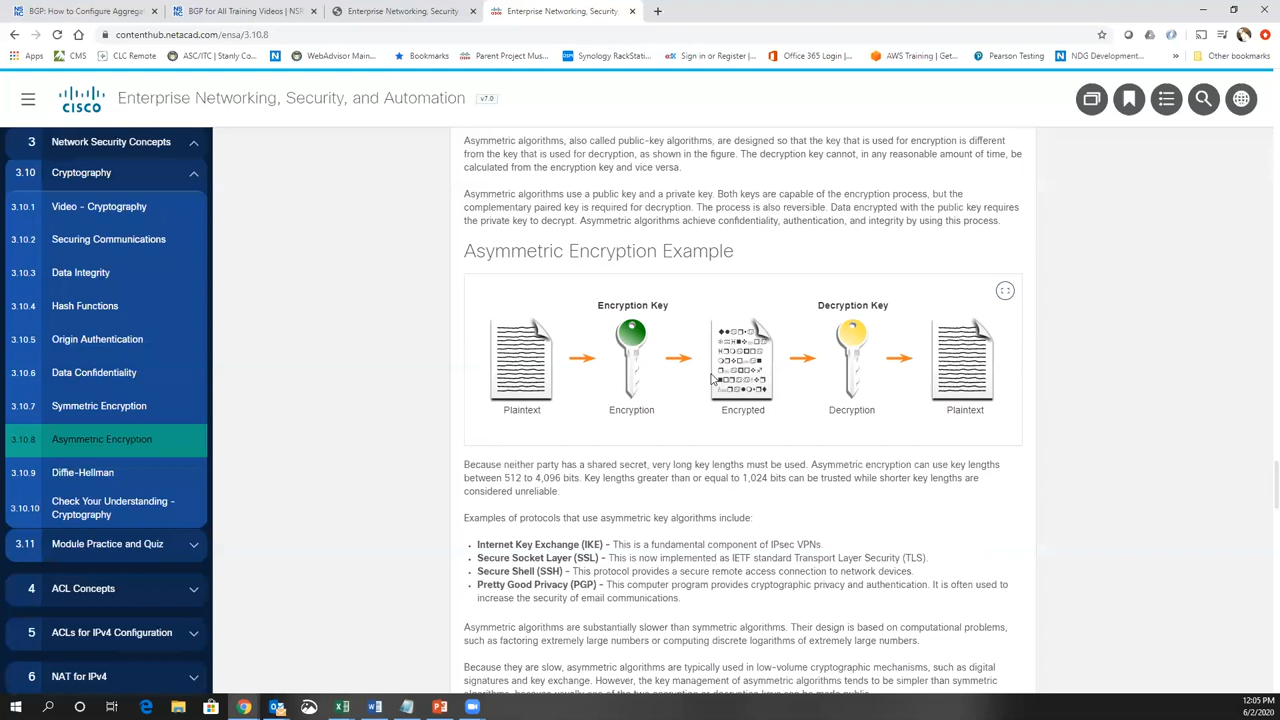 BGP: How to Configure Aggregat
BGP for All Training Videos | NSR
Enterprise Networking, Security,
Enterprise Networking, Security,
contenthub.netacad.com/ensa/3.10.8
Apps
CMS
CLC Remote
ASC/ITC | Stanly Co...
WebAdvisor Main...
Bookmarks
Parent Project Mus...
Synology RackStati...
Sign in or Register |...
Office 365 Login |...
AWS Training | Get...
Pearson Testing
NDG Development...
»
Other bookmarks
CISCO
Enterprise Networking, Security, and Automation
v7.0
3 Network Security Concepts
3.10 Cryptography
3.10.1 Video - Cryptography
3.10.2 Securing Communications
3.10.3 Data Integrity
3.10.4 Hash Functions
3.10.5 Origin Authentication
3.10.6 Data Confidentiality
3.10.7 Symmetric Encryption
3.10.8 Asymmetric Encryption
3.10.9 Diffie-Hellman
3.10.10 Check Your Understanding -
Cryptography
3.11 Module Practice and Quiz
4 ACL Concepts
5 ACLs for IPv4 Configuration
6 NAT for IPv4
Asymmetric algorithms, also called public-key algorithms, are designed so that the key that is used for encryption is different
from the key that is used for decryption, as shown in the figure. The decryption key cannot, in any reasonable amount of time, be
calculated from the encryption key and vice versa.
Asymmetric algorithms use a public key and a private key. Both keys are capable of the encryption process, but the
complementary paired key is required for decryption. The process is also reversible. Data encrypted with the public key requires
the private key to decrypt. Asymmetric algorithms achieve confidentiality, authentication, and integrity by using this process.
Asymmetric Encryption Example
Encryption Key
Decryption Key
Plaintext
Encryption
Encrypted
Decryption
Plaintext
Because neither party has a shared secret, very long key lengths must be used. Asymmetric encryption can use key lengths
between 512 to 4,096 bits. Key lengths greater than or equal to 1,024 bits can be trusted while shorter key lengths are
considered unreliable.
Examples of protocols that use asymmetric key algorithms include:
• Internet Key Exchange (IKE) - This is a fundamental component of IPsec VPNs.
• Secure Socket Layer (SSL) - This is now implemented as IETF standard Transport Layer Security (TLS).
• Secure Shell (SSH) - This protocol provides a secure remote access connection to network devices.
• Pretty Good Privacy (PGP) - This computer program provides cryptographic privacy and authentication. It is often used to
increase the security of email communications.
Asymmetric algorithms are substantially slower than symmetric algorithms. Their design is based on computational problems,
such as factoring extremely large numbers or computing discrete logarithms of extremely large numbers.
Because they are slow, asymmetric algorithms are typically used in low-volume cryptographic mechanisms, such as digital
signatures and key exchange. However, the key management of asymmetric algorithms tends to be simpler than symmetric
algorithms, because usually one of the two encryption or decryption keys can be made public.
12:05 PM
6/2/2020